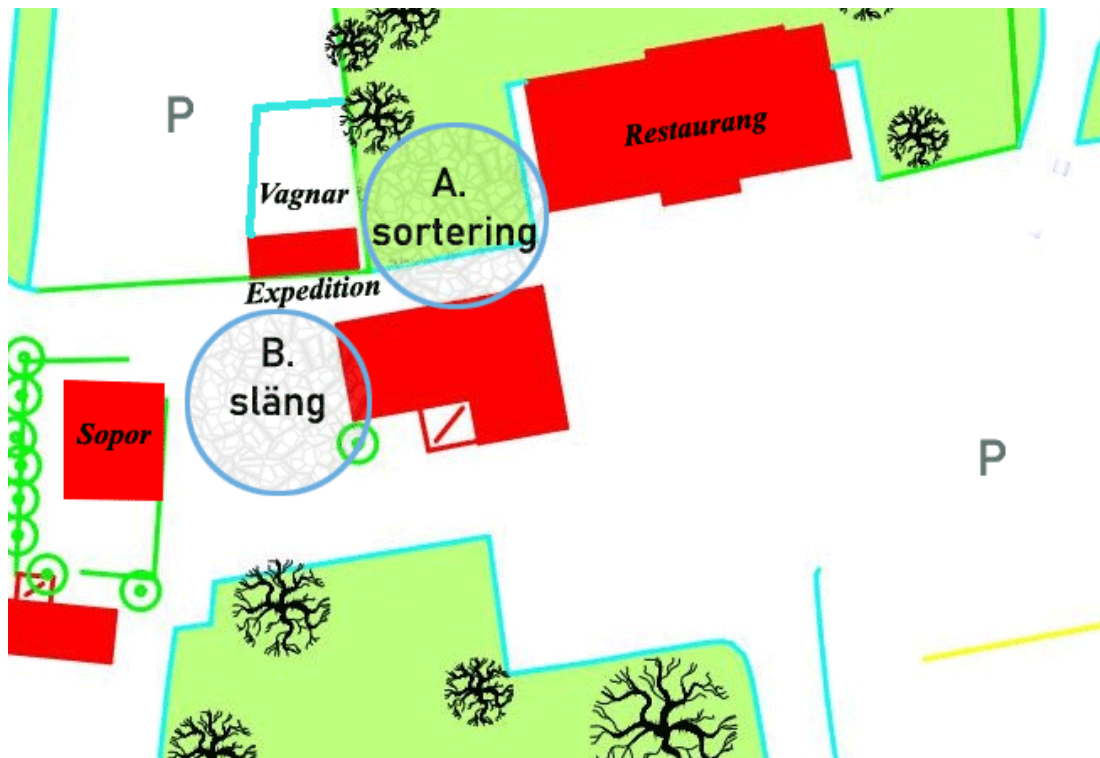 P
Restaurang
A.
sortering
Vagnar
Expedition
B.
släng
Sopor
P